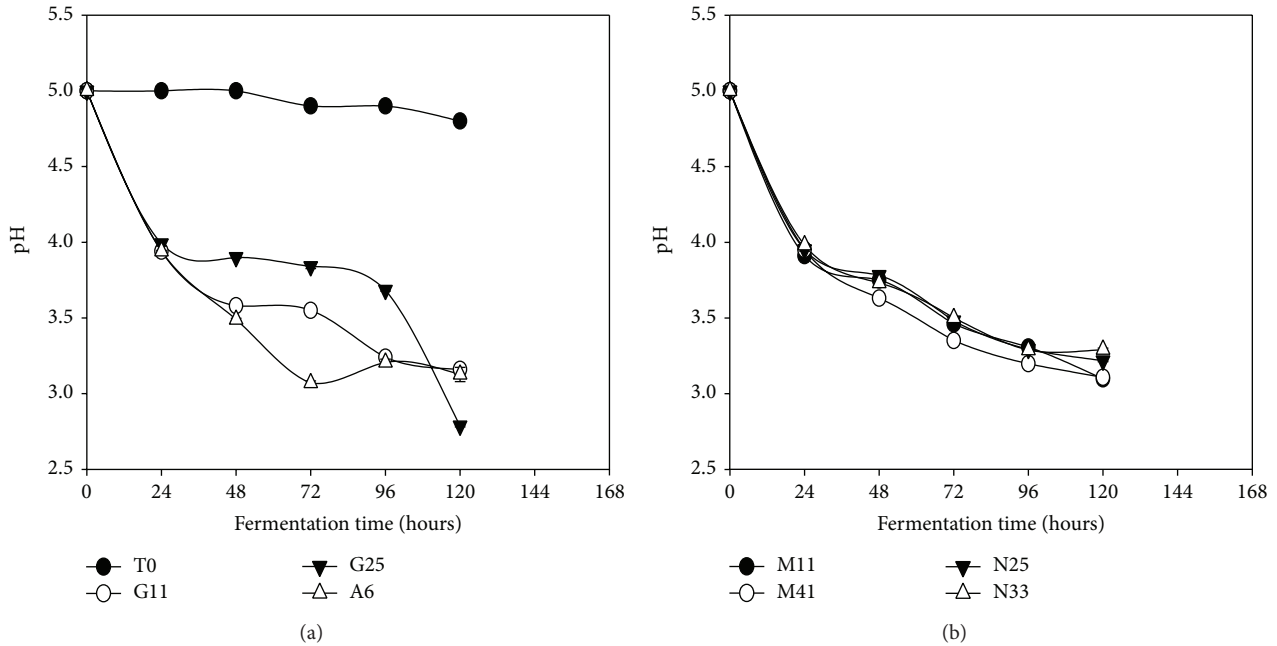 5.5
5.0
4.5
4.0
3.5
3.0
2.5
pH
0 24 48 72 96 120 144 168
Fermentation time (hours)
T0 G25
G11 A6
(a)
5.5
5.0
4.5
4.0
3.5
3.0
2.5
pH
0 24 48 72 96 120 144 168
Fermentation time (hours)
M11 N25
M41 N33
(b)